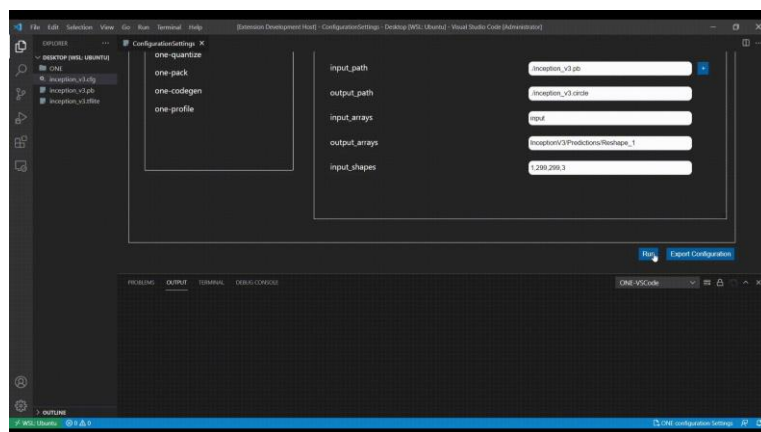 File Edit Selection View Go Run Terminal Help
[Extension Development Host] - ConfigurationSettings - Desktop [WSL: Ubuntu] - Visual Studio Code [Administrator]
EXPLORER
ConfigurationSettings
DESKTOP [WSL: UBUNTU]
ONE
inception_v3.cfg
inception_v3.pb
inception_v3.tflite
one-quantize
one-pack
one-codegen
one-profile
input_path
./inception_v3.pb
+
output_path
./inception_v3.circle
input_arrays
input
output_arrays
InceptionV3/Predictions/Reshape_1
input_shapes
1,299,299,3
Run
Export Configuration
PROBLEMS OUTPUT TERMINAL DEBUG CONSOLE
ONE-VSCode
OUTLINE
WSL: Ubuntu 0 0
ONE configuration Settings